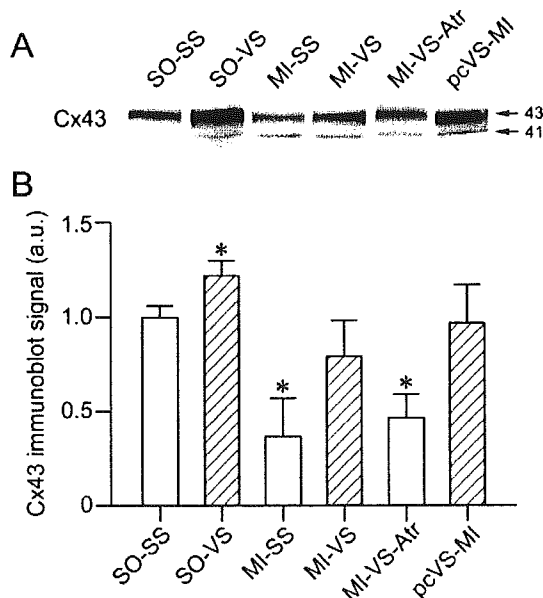 A
SO-SS
SO-VS
MI-SS
MI-VS
MI-VS-Atr
pcVS-MI
Cx43
43
41
B
Cx43 immunoblot signal (a.u.)
1.5
1.0
0.5
0
*
*
*
SO-SS
SO-VS
MI-SS
MI-VS
MI-VS-Atr
pcVS-MI